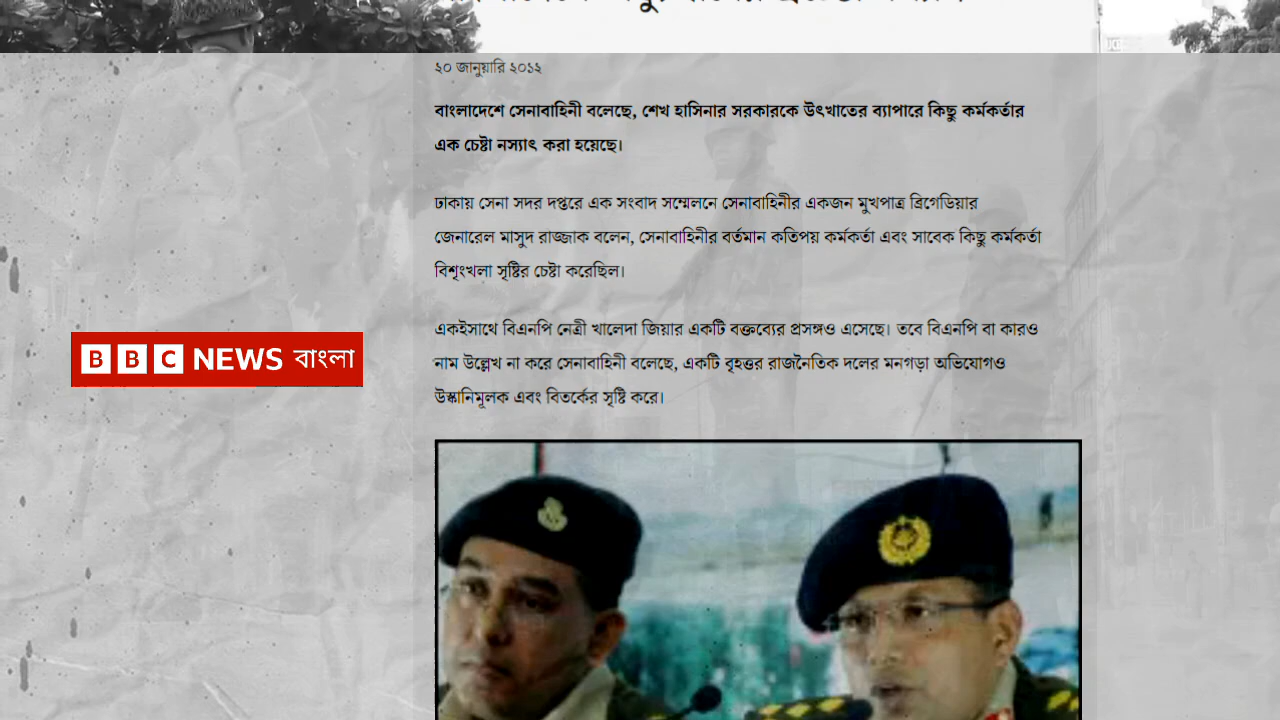 ২০ জানুয়ারি ২০১২
বাংলাদেশে সেনাবাহিনী বলেছে, শেখ হাসিনার সরকারকে উৎখাতের ব্যাপারে কিছু কর্মকর্তার
এক চেষ্টা নস্যাৎ করা হয়েছে।
ঢাকায় সেনা সদর দপ্তরে এক সংবাদ সম্মেলনে সেনাবাহিনীর একজন মুখপাত্র ব্রিগেডিয়ার
জেনারেল মাসুদ রাজ্জাক বলেন, সেনাবাহিনীর বর্তমান কতিপয় কর্মকর্তা এবং সাবেক কিছু কর্মকর্তা
বিশৃংখলা সৃষ্টির চেষ্টা করেছিল।
একইসাথে বিএনপি নেত্রী খালেদা জিয়ার একটি বক্তব্যের প্রসঙ্গও এসেছে। তবে বিএনপি বা কারও
নাম উল্লেখ না করে সেনাবাহিনী বলেছে, একটি বৃহত্তর রাজনৈতিক দলের মনগড়া অভিযোগও
উস্কানিমূলক এবং বিতর্কের সৃষ্টি করে।
BBC NEWS বাংলা